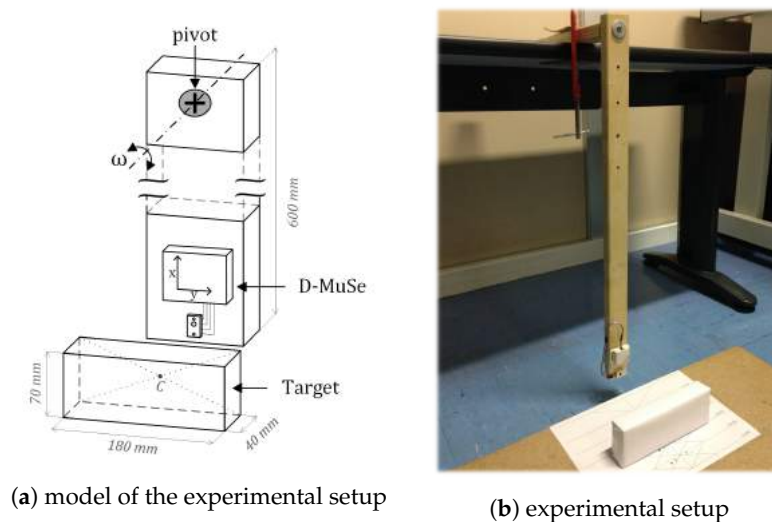 pivot
ω
600 mm
x
y
D-MuSe
C
Target
70 mm
180 mm
40 mm
(a) model of the experimental setup
(b) experimental setup